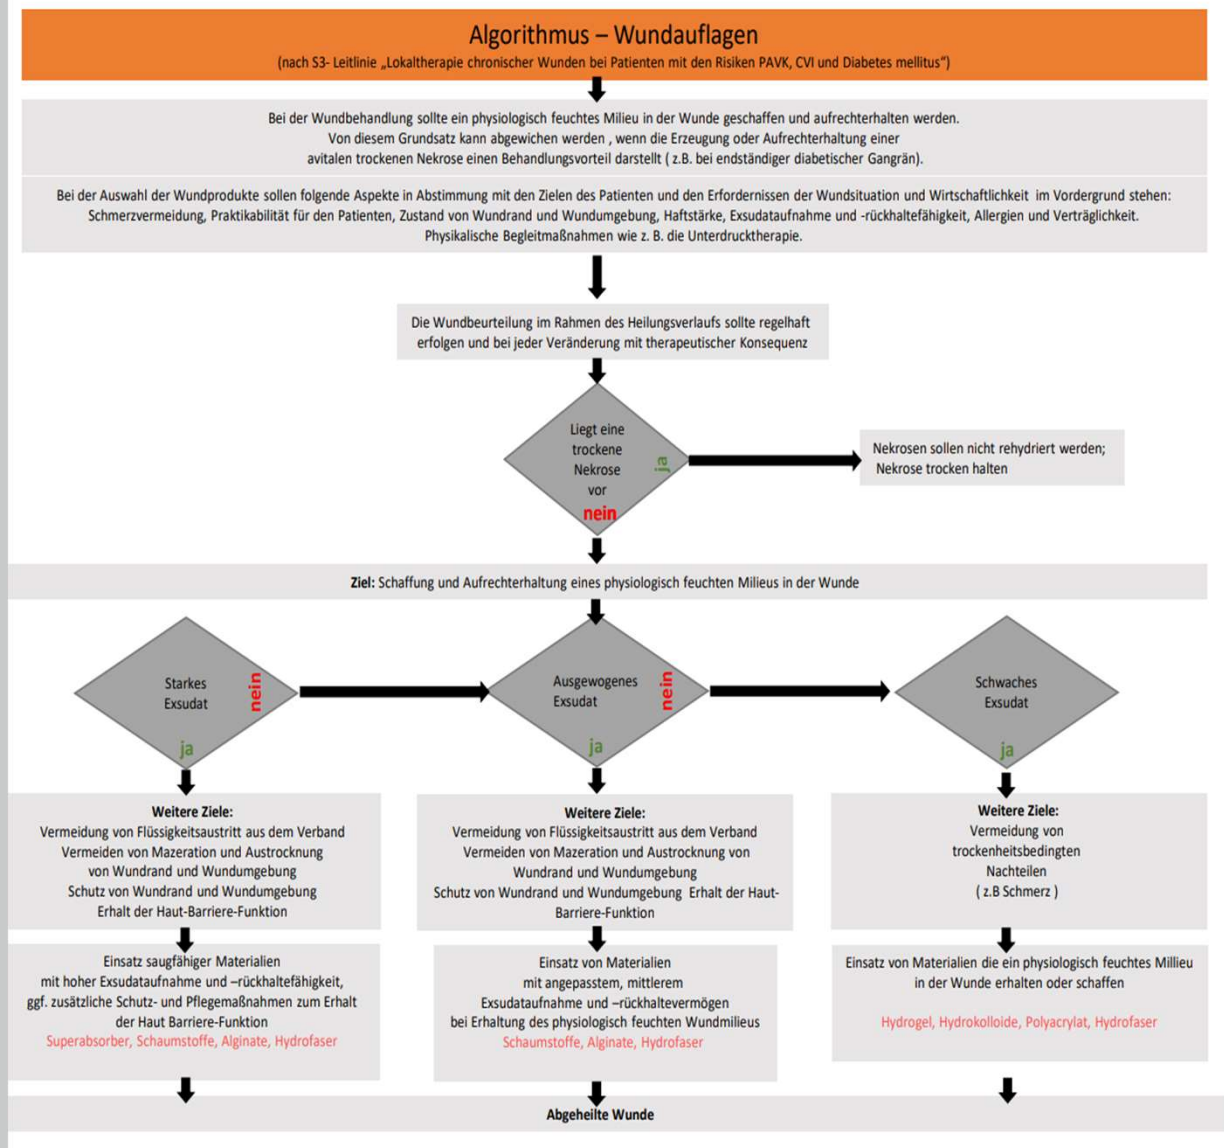 Algorithmus – Wundauflagen
(nach S3- Leitlinie „Lokaltherapie chronischer Wunden bei Patienten mit den Risiken PAVK, CVI und Diabetes mellitus")
Bei der Wundbehandlung sollte ein physiologisch feuchtes Milieu in der Wunde geschaffen und aufrechterhalten werden.
Von diesem Grundsatz kann abgewichen werden , wenn die Erzeugung oder Aufrechterhaltung einer
avitalen trockenen Nekrose einen Behandlungsvorteil darstellt ( z.B. bei endständiger diabetischer Gangrän).
Bei der Auswahl der Wundprodukte sollen folgende Aspekte in Abstimmung mit den Zielen des Patienten und den Erfordernissen der Wundsituation und Wirtschaftlichkeit im Vordergrund stehen:
Schmerzvermeidung, Praktikabilität für den Patienten, Zustand von Wundrand und Wundumgebung, Haftstärke, Exsudataufnahme und -rückhaltefähigkeit, Allergien und Verträglichkeit.
Physikalische Begleitmaßnahmen wie z. B. die Unterdrucktherapie.
Die Wundbeurteilung im Rahmen des Heilungsverlaufs sollte regelhaft
erfolgen und bei jeder Veränderung mit therapeutischer Konsequenz
Liegt eine
trockene
Nekrose
vor
ja
nein
Nekrosen sollen nicht rehydriert werden;
Nekrose trocken halten
Ziel: Schaffung und Aufrechterhaltung eines physiologisch feuchten Milieus in der Wunde
Starkes
Exsudat
nein
ja
Ausgewogenes
Exsudat
nein
ja
Schwaches
Exsudat
ja
Weitere Ziele:
Vermeidung von Flüssigkeitsaustritt aus dem Verband
Vermeiden von Mazeration und Austrocknung
von Wundrand und Wundumgebung
Schutz von Wundrand und Wundumgebung
Erhalt der Haut-Barriere-Funktion
Weitere Ziele:
Vermeidung von Flüssigkeitsaustritt aus dem Verband
Vermeiden von Mazeration und Austrocknung von
Wundrand und Wundumgebung
Schutz von Wundrand und Wundumgebung Erhalt der Haut-
Barriere-Funktion
Weitere Ziele:
Vermeidung von
trockenheitsbedingten
Nachteilen
( z.B Schmerz )
Einsatz saugfähiger Materialien
mit hoher Exsudataufnahme und –rückhaltefähigkeit,
ggf. zusätzliche Schutz- und Pflegemaßnahmen zum Erhalt
der Haut Barriere-Funktion
Superabsorber, Schaumstoffe, Alginate, Hydrofaser
Einsatz von Materialien
mit angepasstem, mittlerem
Exsudataufnahme und –rückhaltevermögen
bei Erhaltung des physiologisch feuchten Wundmilieus
Schaumstoffe, Alginate, Hydrofaser
Einsatz von Materialien die ein physiologisch feuchtes Millieu
in der Wunde erhalten oder schaffen
Hydrogel, Hydrokolloide, Polyacrylat, Hydrofaser
Abgeheilte Wunde